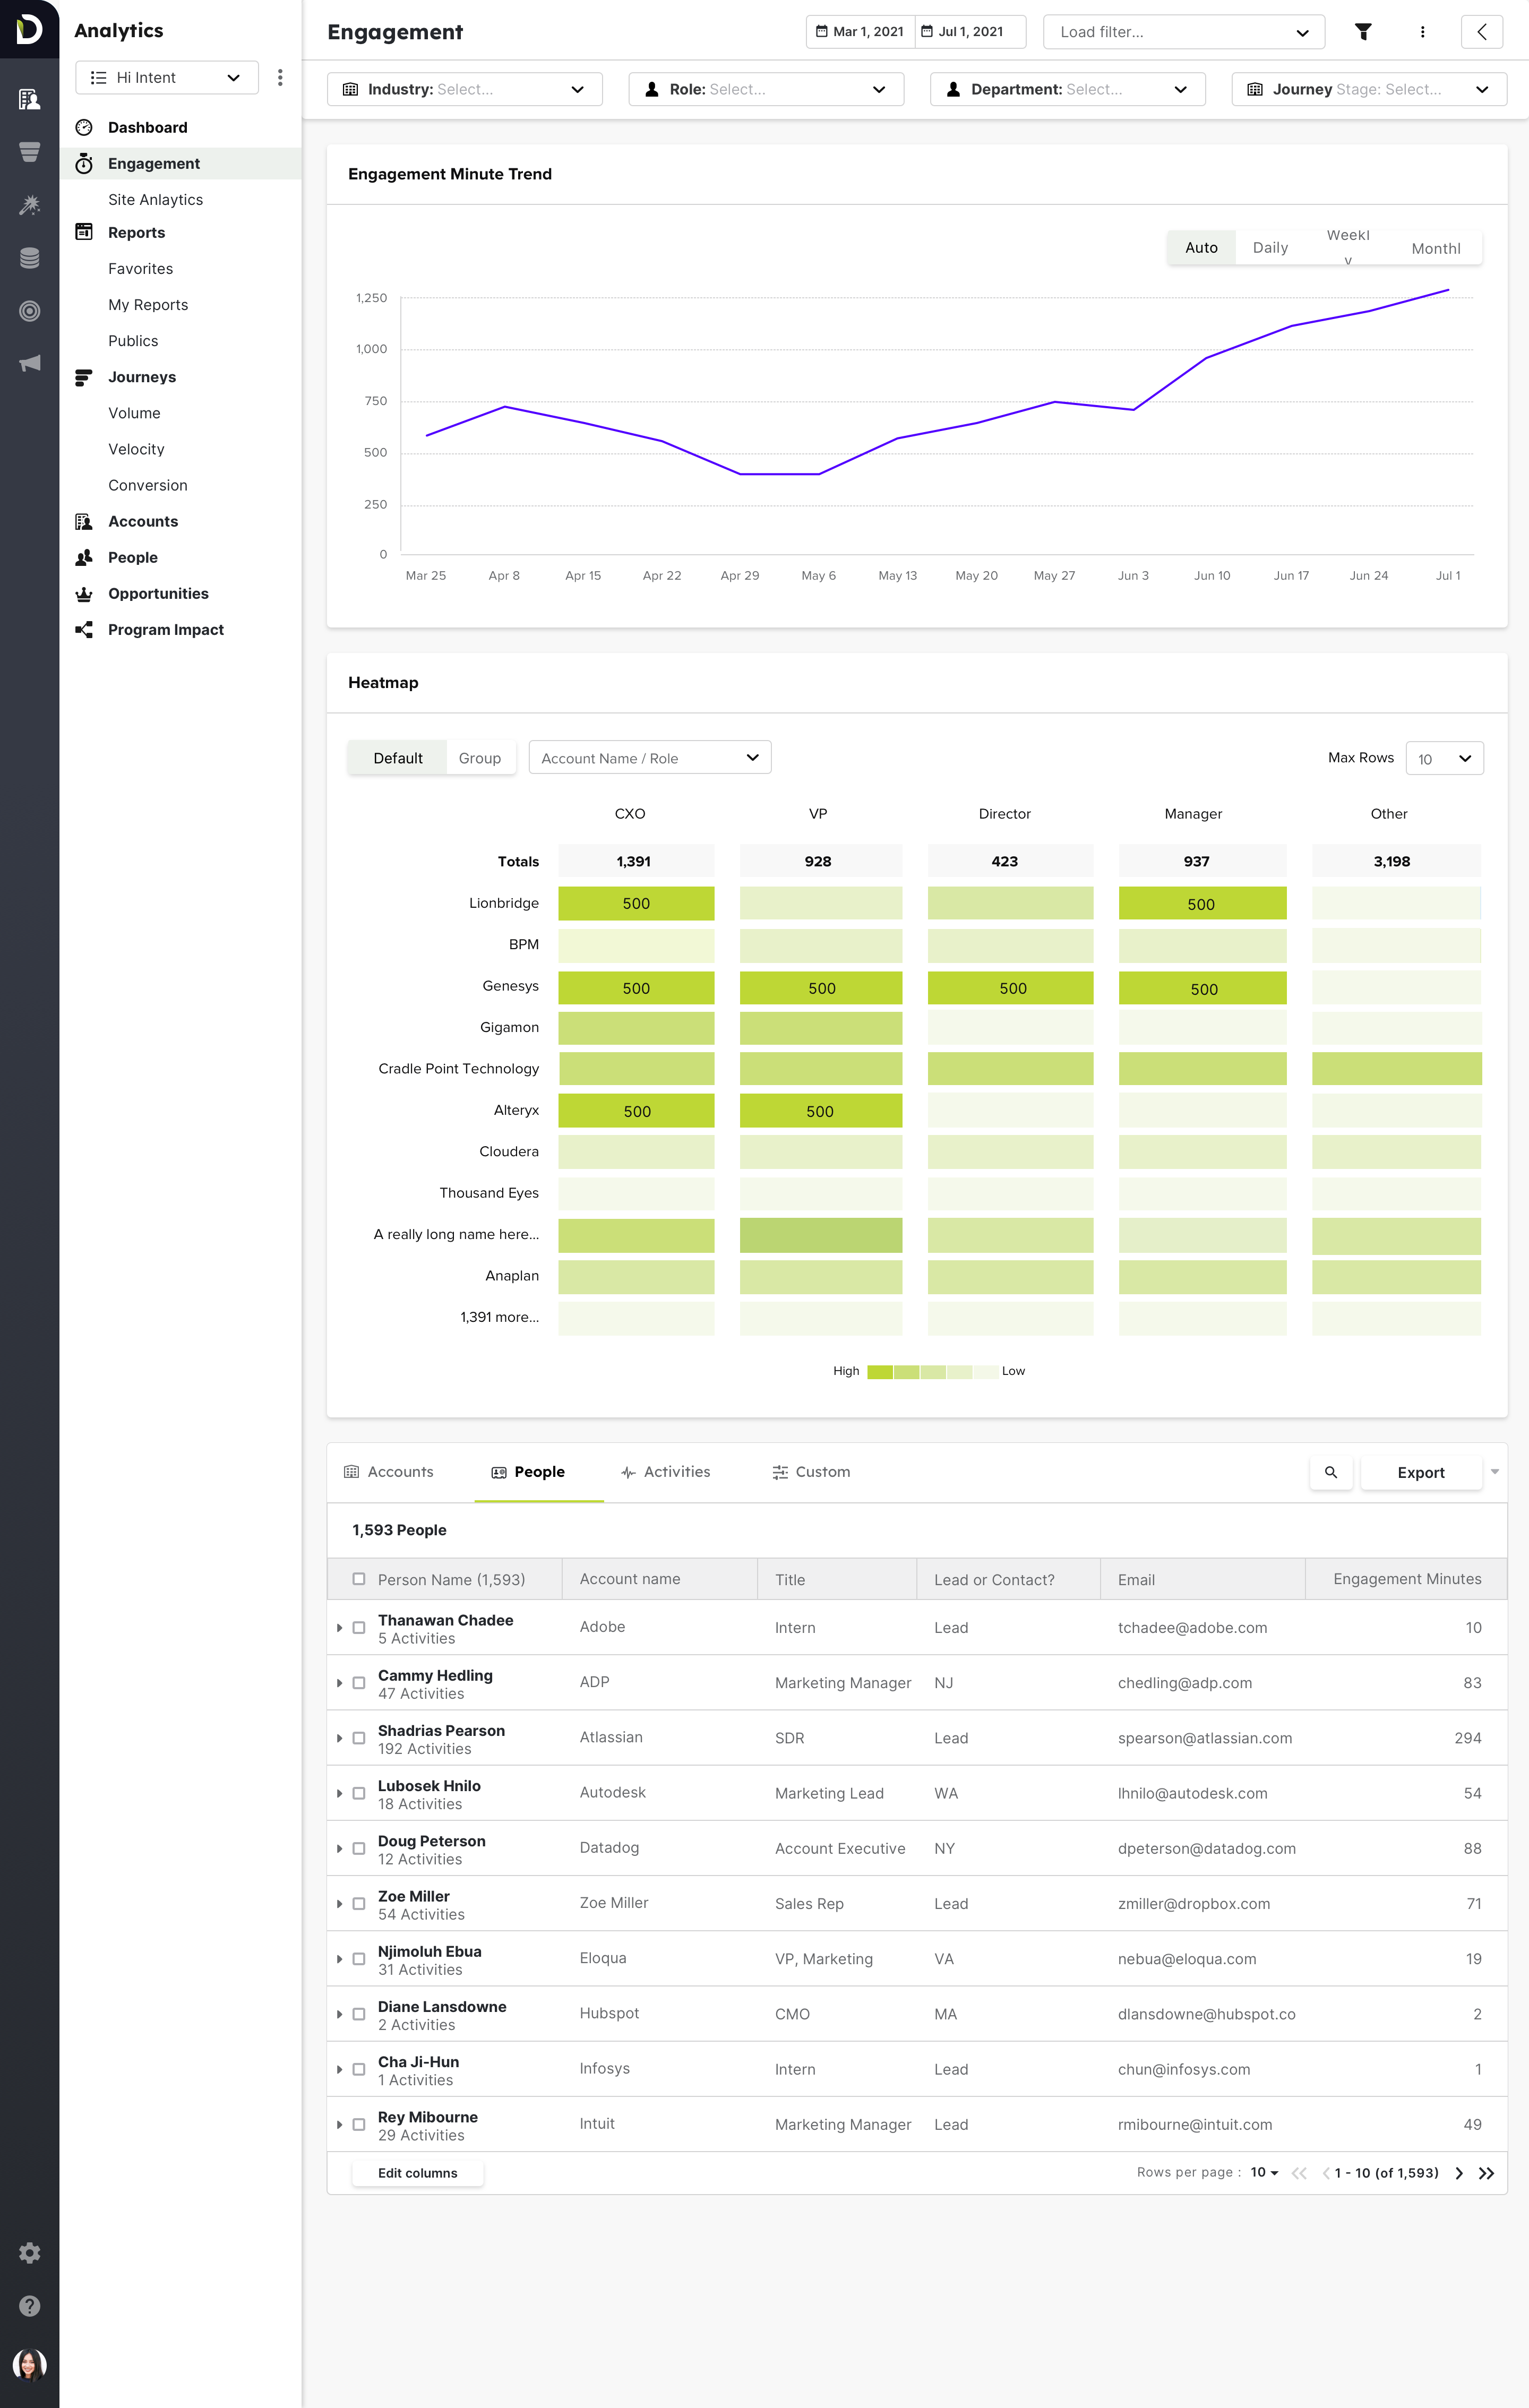 Analytics
Hi Intent
Dashboard
Engagement
Site Anlaytics
Reports
Favorites
My Reports
Publics
Journeys
Volume
Velocity
Conversion
Accounts
People
Opportunities
Program Impact
Engagement
Mar 1, 2021
Jul 1, 2021
Load filter...
Industry: Select...
Role: Select...
Department: Select...
Journey Stage: Select...
Engagement Minute Trend
Auto
Daily
Weekl
y
Monthl
1,250
1,000
750
500
250
0
Mar 25 Apr 8 Apr 15 Apr 22 Apr 29 May 6 May 13 May 20 May 27 Jun 3 Jun 10 Jun 17 Jun 24 Jul 1
Heatmap
Default
Group
Account Name / Role
Max Rows
10
CXO VP Director Manager Other
Totals 1,391 928 423 937 3,198
Lionbridge 500 500
BPM
Genesys 500 500 500 500
Gigamon
Cradle Point Technology
Alteryx 500 500
Cloudera
Thousand Eyes
A really long name here...
Anaplan
1,391 more...
High Low
Accounts
People
Activities
Custom
Export
1,593 People
Person Name (1,593) Account name Title Lead or Contact? Email Engagement Minutes
Thanawan Chadee
5 Activities
Adobe Intern Lead tchadee@adobe.com 10
Cammy Hedling
47 Activities
ADP Marketing Manager NJ chedling@adp.com 83
Shadrias Pearson
192 Activities
Atlassian SDR Lead spearson@atlassian.com 294
Lubosek Hnilo
18 Activities
Autodesk Marketing Lead WA lhnilo@autodesk.com 54
Doug Peterson
12 Activities
Datadog Account Executive NY dpeterson@datadog.com 88
Zoe Miller
54 Activities
Zoe Miller Sales Rep Lead zmiller@dropbox.com 71
Njimoluh Ebua
31 Activities
Eloqua VP, Marketing VA nebua@eloqua.com 19
Diane Lansdowne
2 Activities
Hubspot CMO MA dlansdowne@hubspot.co 2
Cha Ji-Hun
1 Activities
Infosys Intern Lead chun@infosys.com 1
Rey Mibourne
29 Activities
Intuit Marketing Manager Lead rmibourne@intuit.com 49
Edit columns
Rows per page : 10
1 - 10 (of 1,593)